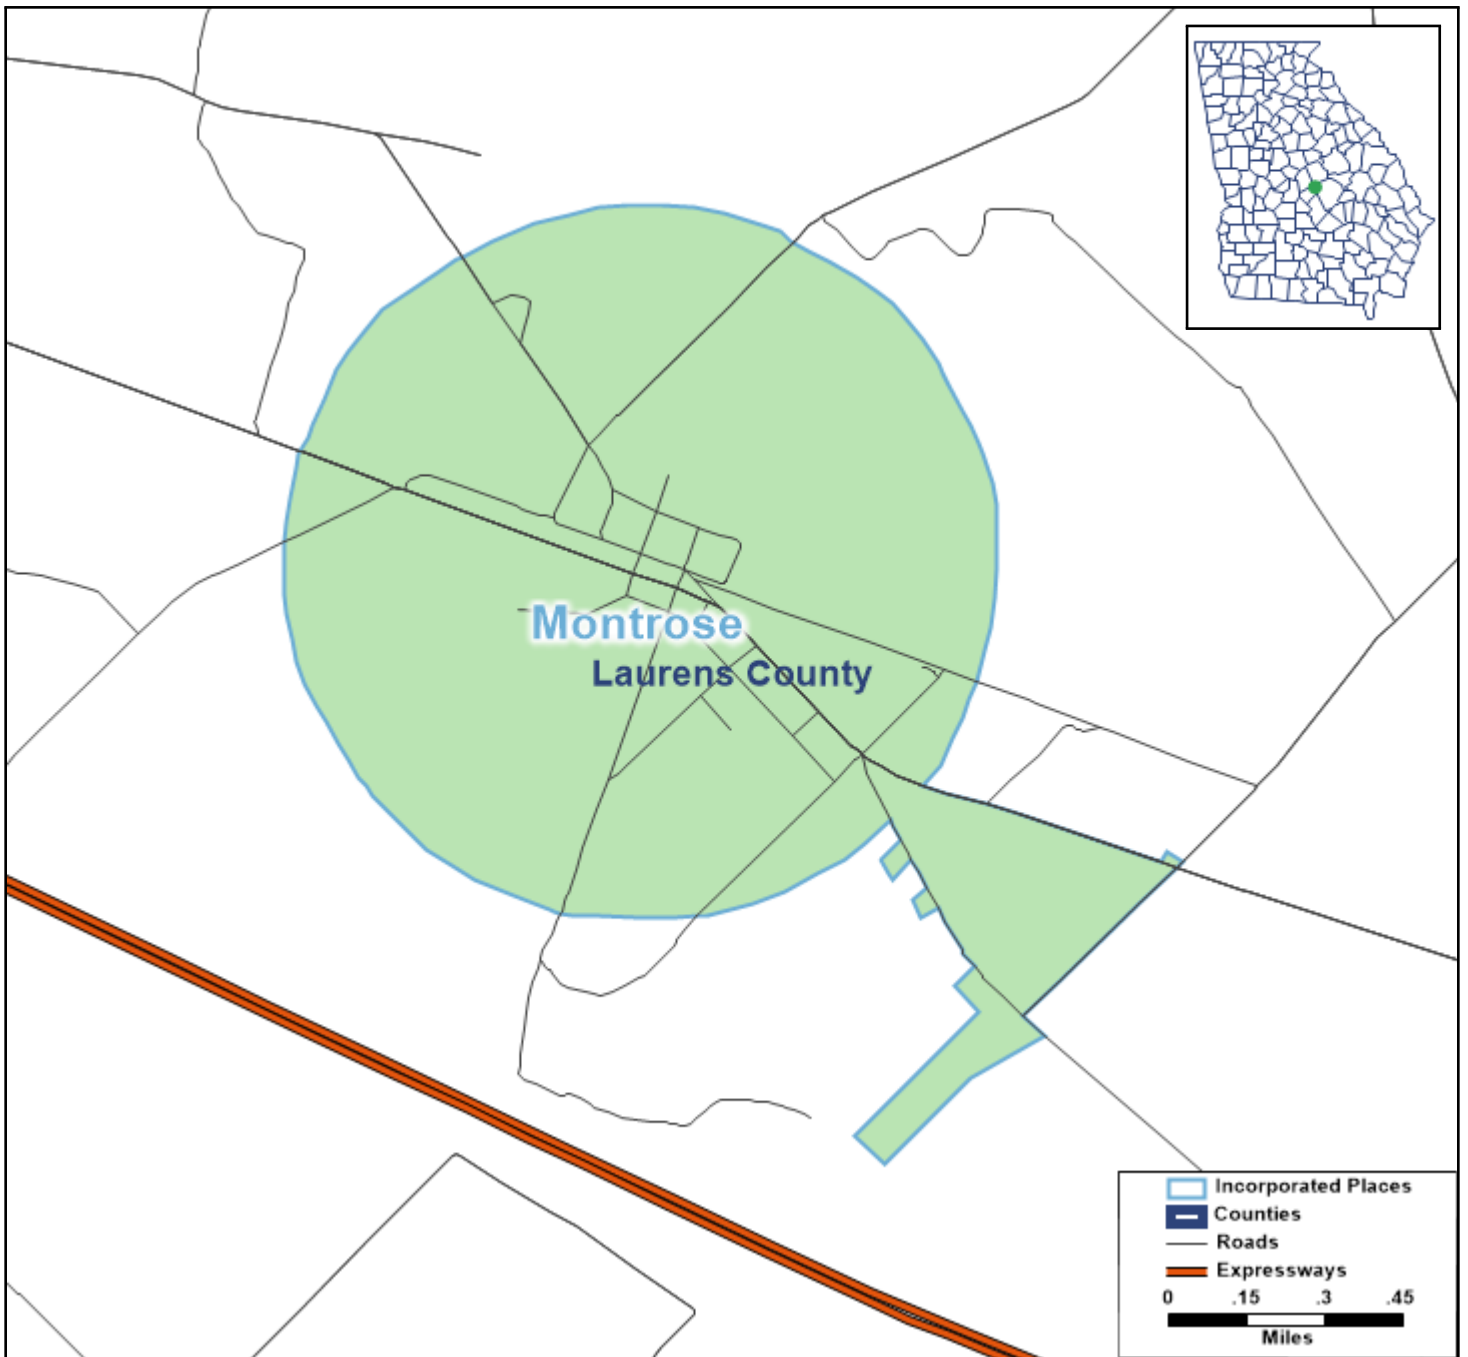 Montrose
Laurens County
Incorporated Places
Counties
Roads
Expressways
0 .15 .3 .45
Miles